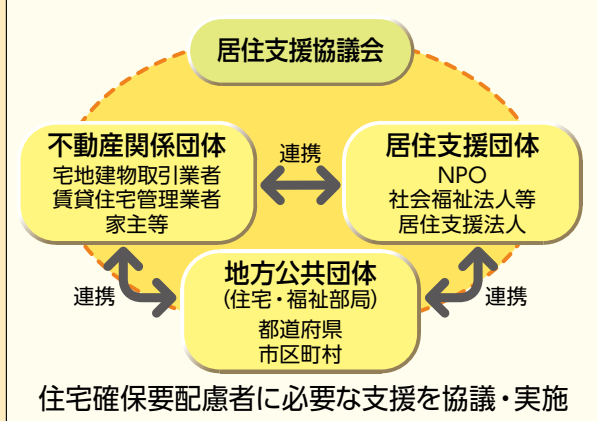 居住支援協議会
不動産関係団体
宅地建物取引業者
賃貸住宅管理業者
家主等
連携
居住支援団体
NPO
社会福祉法人等
居住支援法人
連携
地方公共団体
(住宅・福祉部局)
都道府県
市区町村
連携
住宅確保要配慮者に必要な支援を協議・実施